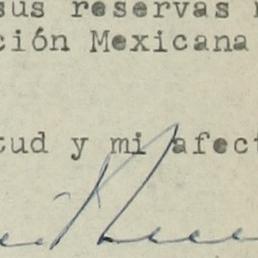 sus reservas
ción Mexicana
tud y mi afect